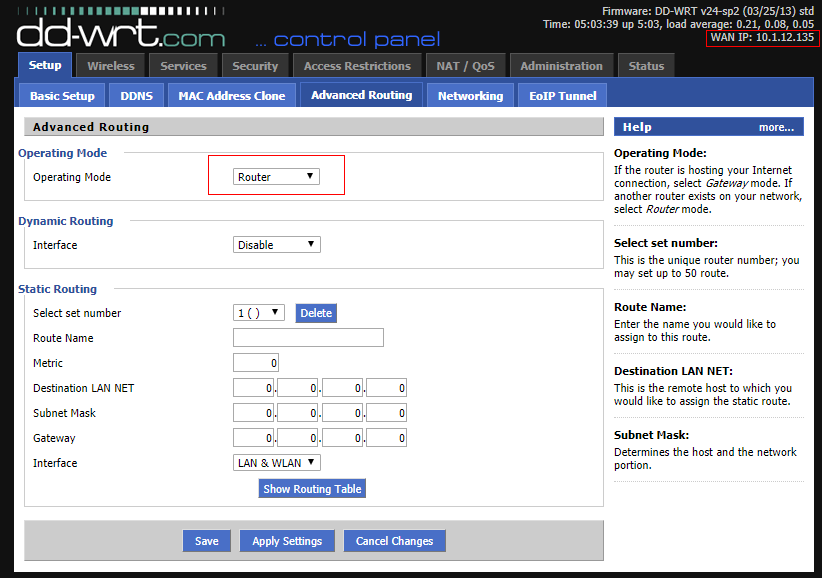 Firmware: DD-WRT v24-sp2 (03/25/13) std
Time: 05:03:39 up 5:03, load average: 0.21, 0.08, 0.05
WAN IP: 10.1.12.135
dd-wrt.com ... control panel
Setup Wireless Services Security Access Restrictions NAT / QoS Administration Status
Basic Setup DDNS MAC Address Clone Advanced Routing Networking EoIP Tunnel
Advanced Routing
Operating Mode
Operating Mode Router
Dynamic Routing
Interface Disable
Static Routing
Select set number 1 ( ) Delete
Route Name
Metric 0
Destination LAN NET 0. 0. 0. 0
Subnet Mask 0. 0. 0. 0
Gateway 0. 0. 0. 0
Interface LAN & WLAN
Show Routing Table
Save Apply Settings Cancel Changes
Help more...
Operating Mode:
If the router is hosting your Internet
connection, select Gateway mode. If
another router exists on your network,
select Router mode.
Select set number:
This is the unique router number; you
may set up to 50 route.
Route Name:
Enter the name you would like to
assign to this route.
Destination LAN NET:
This is the remote host to which you
would like to assign the static route.
Subnet Mask:
Determines the host and the network
portion.